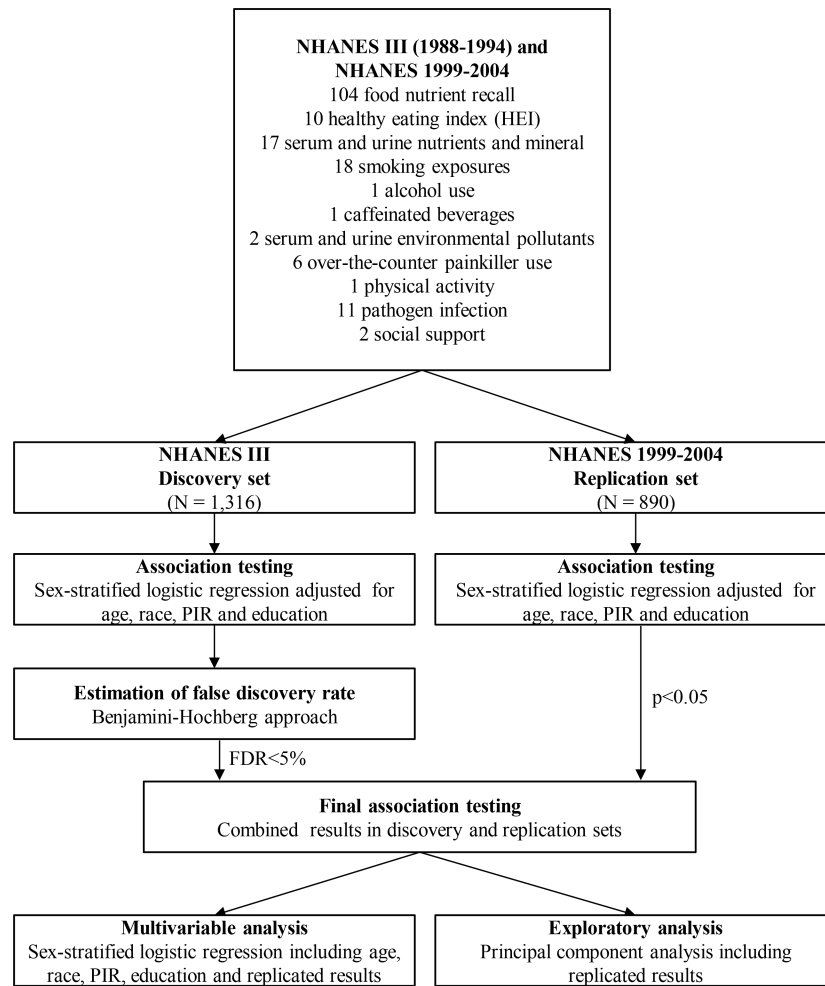 NHANES III (1988-1994) and
NHANES 1999-2004
104 food nutrient recall
10 healthy eating index (HEI)
17 serum and urine nutrients and mineral
18 smoking exposures
1 alcohol use
1 caffeinated beverages
2 serum and urine environmental pollutants
6 over-the-counter painkiller use
1 physical activity
11 pathogen infection
2 social support
NHANES III
Discovery set
(N = 1,316)
NHANES 1999-2004
Replication set
(N = 890)
Association testing
Sex-stratified logistic regression adjusted for
age, race, PIR and education
Association testing
Sex-stratified logistic regression adjusted for
age, race, PIR and education
Estimation of false discovery rate
Benjamini-Hochberg approach
p<0.05
FDR<5%
Final association testing
Combined results in discovery and replication sets
Multivariable analysis
Sex-stratified logistic regression including age,
race, PIR, education and replicated results
Exploratory analysis
Principal component analysis including
replicated results